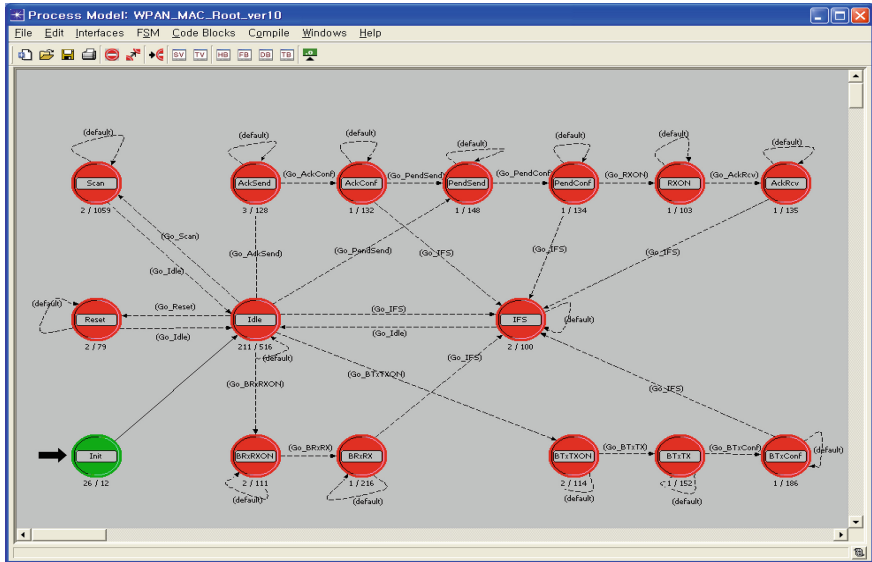 Process Model: WPAN_MAC_Root_ver10
File Edit Interfaces FSM Code Blocks Compile Windows Help
SV TV HB FB DB TB
(default) (default) (default) (default) (default) (default) (default)
Scan AckSend (Go_AckConf) AckConf (Go_PendSend) PendSend (Go_PendConf) PendConf (Go_RXON) RXON (Go_AckRcv) AckRcv
2 / 1059 3 / 128 1 / 132 1 / 148 1 / 134 1 / 103 1 / 135
(Go_Scan)
(Go_Idle) (Go_AckSend) (Go_PendSend) (Go_IFS) (Go_IFS) (Go_IFS)
(default) (Go_Reset) (Go_IFS)
Reset Idle IFS (default)
2 / 79 (Go_Idle) 211 / 516 (Go_Idle) 2 / 100
(default) (Go_IFS)
(Go_BRxRXON) (Go_BTxTXON) (Go_IFS)
Init BRxRXON (Go_BRxRX) BRxRX BTxTXON (Go_BTxTX) BTxTX (Go_BTxConf) BTxConf (default)
26 / 12 2 / 111 1 / 216 2 / 114 1 / 152 1 / 186
(default) (default) (default) (default)